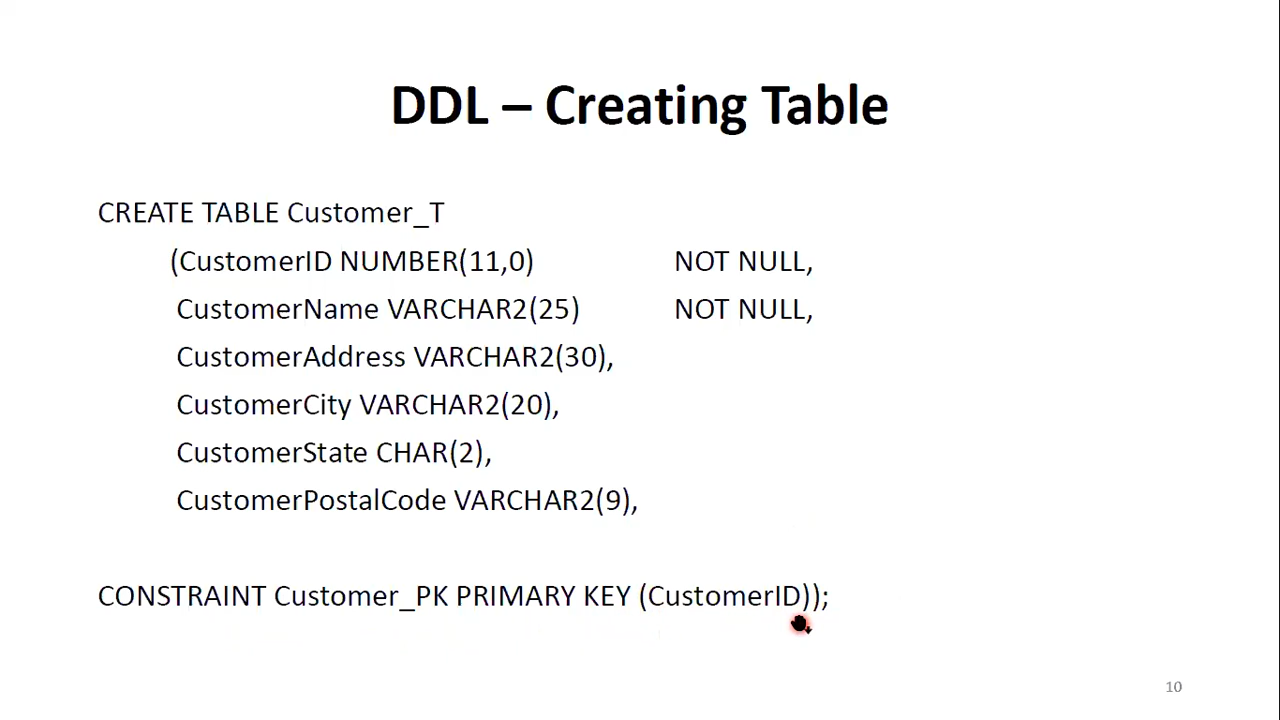 DDL – Creating Table
CREATE TABLE Customer_T
(CustomerID NUMBER(11,0) NOT NULL,
CustomerName VARCHAR2(25) NOT NULL,
CustomerAddress VARCHAR2(30),
CustomerCity VARCHAR2(20),
CustomerState CHAR(2),
CustomerPostalCode VARCHAR2(9),
CONSTRAINT Customer_PK PRIMARY KEY (CustomerID));
10